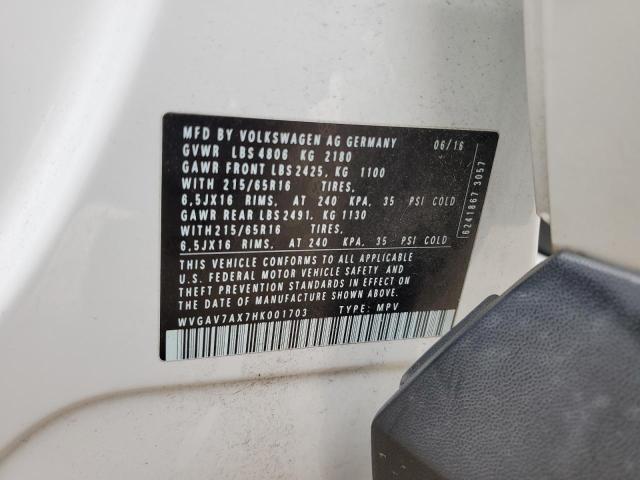 MFD BY VOLKSWAGEN AG GERMANY 06/16
GVWR LBS 4806 KG 2180
GAWR FRONT LBS 2425, KG 1100
WITH 215/65R16 TIRES,
6,5JX16 RIMS, AT 240 KPA, 35 PSI COLD
GAWR REAR LBS 2491, KG 1130
WITH 215/65R16 TIRES,
6,5JX16 RIMS, AT 240 KPA, 35 PSI COLD
THIS VEHICLE CONFORMS TO ALL APPLICABLE
U.S. FEDERAL MOTOR VEHICLE SAFETY AND
THEFT PREVENTION STANDARDS IN EFFECT ON
THE DATE OF MANUFACTURE SHOWN ABOVE.
WVGAV7AX7HK001703 TYPE: MPV
6241867 3057